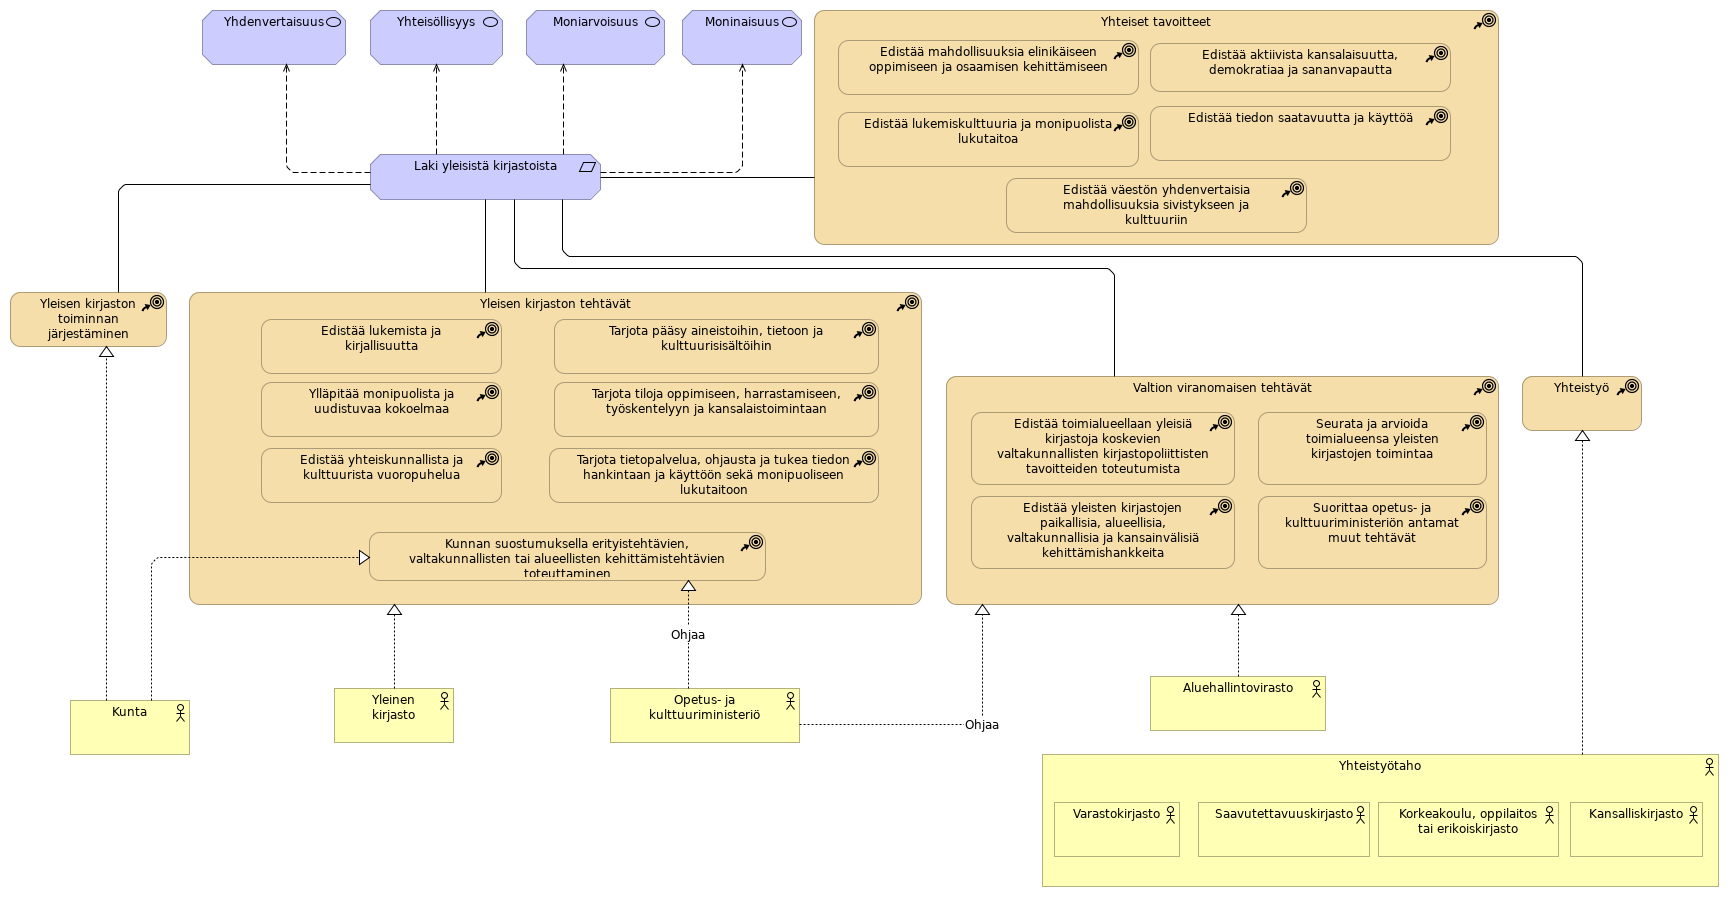 Yhdenvertaisuus
Yhteisöllisyys
Moniarvoisuus
Moninaisuus
Yhteiset tavoitteet
Edistää mahdollisuuksia elinikäiseen
oppimiseen ja osaamisen kehittämiseen
Edistää aktiivista kansalaisuutta,
demokratiaa ja sananvapautta
Edistää lukemiskulttuuria ja monipuolista
lukutaitoa
Edistää tiedon saatavuutta ja käyttöä
Edistää väestön yhdenvertaisia
mahdollisuuksia sivistykseen ja
kulttuuriin
Laki yleisistä kirjastoista
Yleisen kirjaston
toiminnan
järjestäminen
Yleisen kirjaston tehtävät
Edistää lukemista ja
kirjallisuutta
Tarjota pääsy aineistoihin, tietoon ja
kulttuurisisältöihin
Ylläpitää monipuolista ja
uudistuvaa kokoelmaa
Tarjota tiloja oppimiseen, harrastamiseen,
työskentelyyn ja kansalaistoimintaan
Edistää yhteiskunnallista ja
kulttuurista vuoropuhelua
Tarjota tietopalvelua, ohjausta ja tukea tiedon
hankintaan ja käyttöön sekä monipuoliseen
lukutaitoon
Kunnan suostumuksella erityistehtävien,
valtakunnallisten tai alueellisten kehittämistehtävien
toteuttaminen
Valtion viranomaisen tehtävät
Edistää toimialueellaan yleisiä
kirjastoja koskevien
valtakunnallisten kirjastopoliittisten
tavoitteiden toteutumista
Seurata ja arvioida
toimialueensa yleisten
kirjastojen toimintaa
Edistää yleisten kirjastojen
paikallisia, alueellisia,
valtakunnallisia ja kansainvälisiä
kehittämishankkeita
Suorittaa opetus- ja
kulttuuriministeriön antamat
muut tehtävät
Yhteistyö
Ohjaa
Ohjaa
Kunta
Yleinen
kirjasto
Opetus- ja
kulttuuriministeriö
Aluehallintovirasto
Yhteistyötaho
Varastokirjasto
Saavutettavuuskirjasto
Korkeakoulu, oppilaitos
tai erikoiskirjasto
Kansalliskirjasto